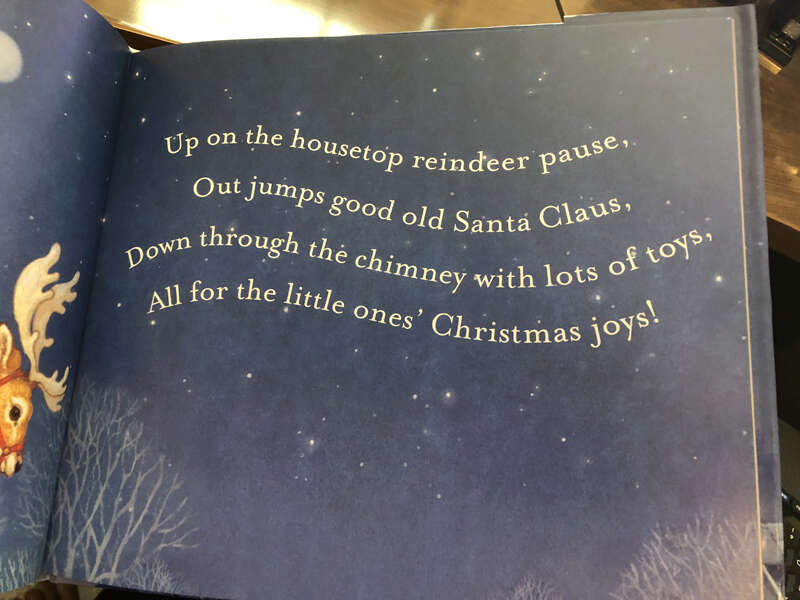 Up on the housetop reindeer pause,
Out jumps good old Santa Claus,
Down through the chimney with lots of toys,
All for the little ones’ Christmas joys!